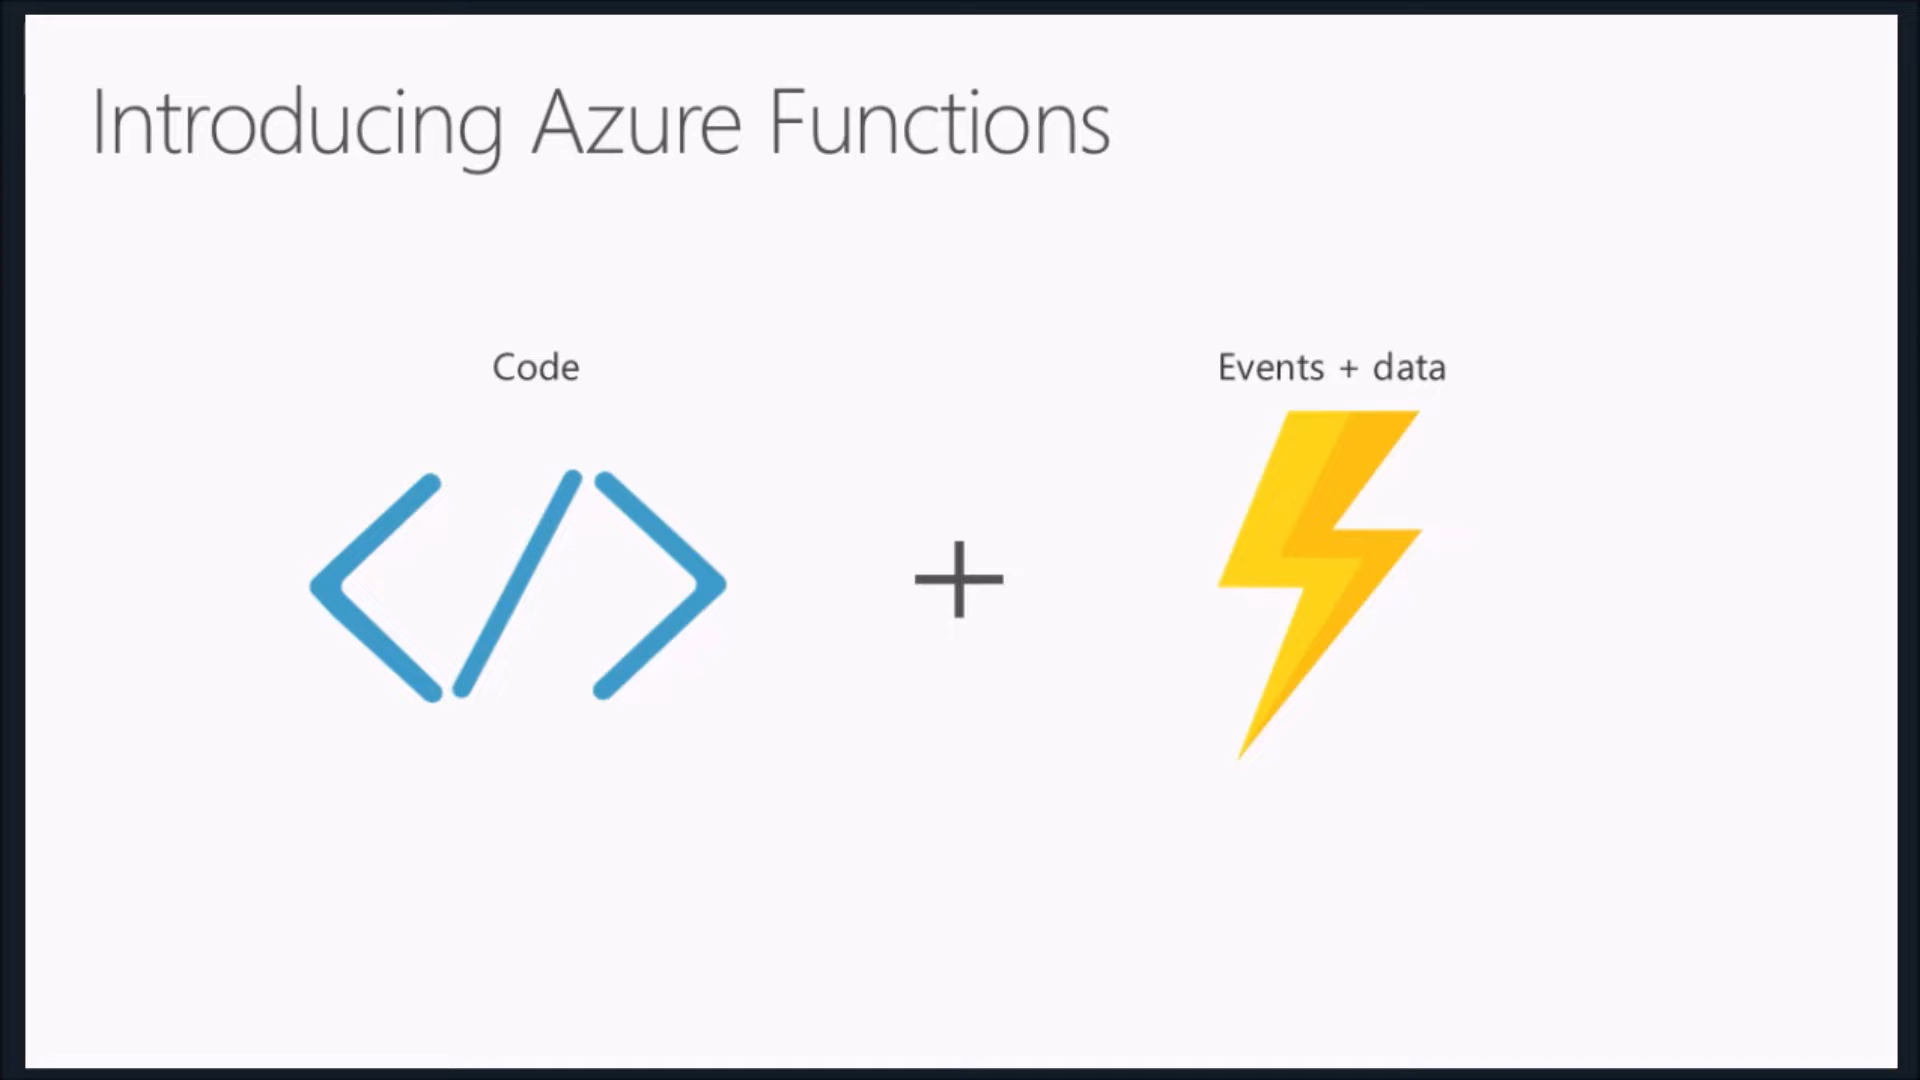 Introducing Azure Functions
Code
Events + data